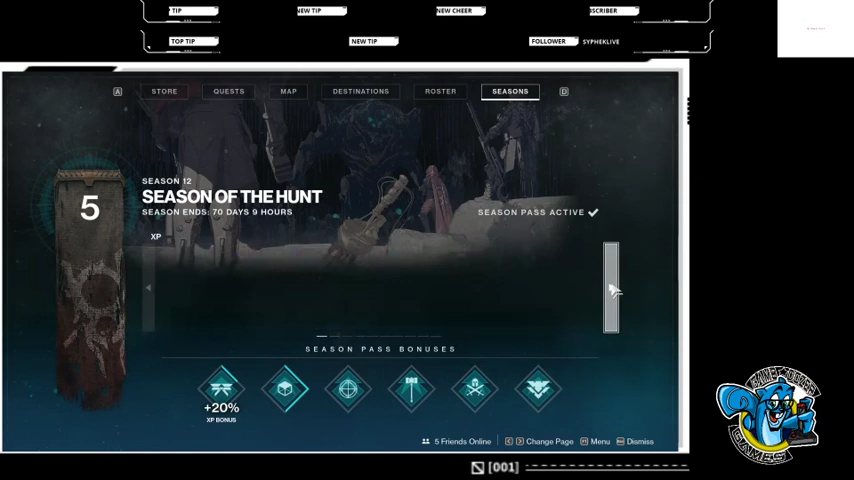 TIP
NEW TIP
NEW CHEER
TOP TIP
NEW TIP
FOLLOWER SYPHEKLIVE
A STORE QUESTS MAP DESTINATIONS ROSTER SEASONS D
SEASON 12
SEASON OF THE HUNT
SEASON ENDS: 70 DAYS 9 HOURS
5
SEASON PASS ACTIVE
XP
SEASON PASS BONUSES
+20%
XP BONUS
5 Friends Online Change Page Menu Dismiss
[001]
GAMES